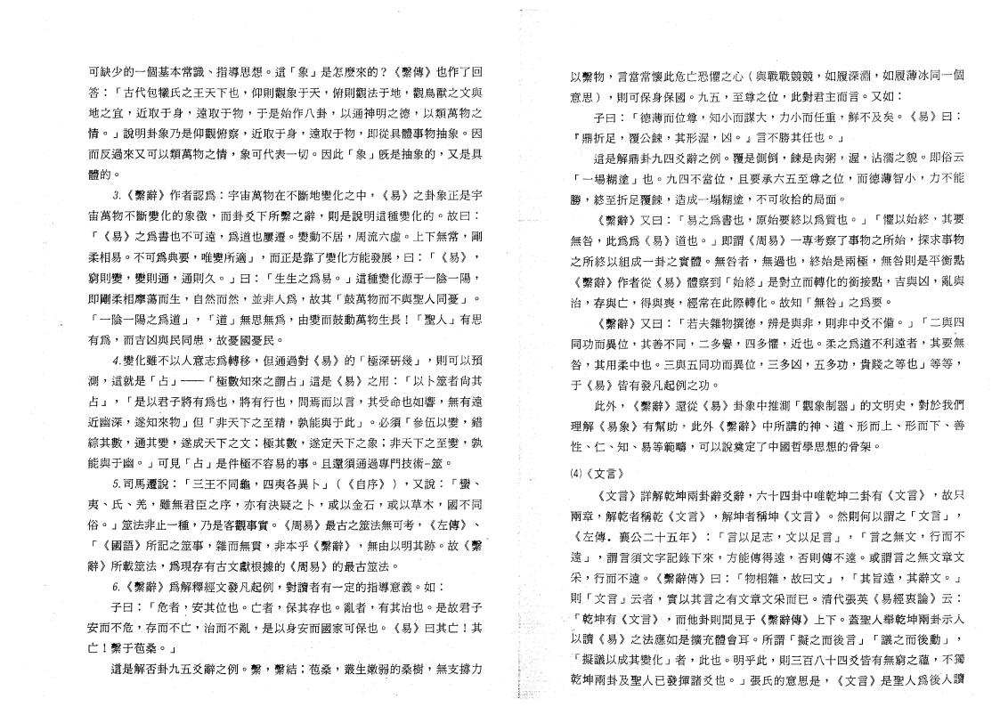 可缺少的一個基本常識、指導思想。這「象」是怎麼來的？《繫傳》也作了回
答：「古代包犧氏之王天下也，仰則觀象于天，俯則觀法于地，觀鳥獸之文與
地之宜，近取于身，遠取于物，于是始作八卦，以通神明之德，以類萬物之
情。」說明卦象乃是仰觀俯察，近取于身，遠取于物，即從具體事物抽象。因
而反過來又可以類萬物之情，象可代表一切。因此「象」既是抽象的，又是具
體的。
3.《繫辭》作者認爲：宇宙萬物在不斷地變化之中，《易》之卦象正是宇
宙萬物不斷變化的象徵，而卦爻下所繫之辭，則是說明這種變化的。故曰：
「《易》之爲書也不可遠，爲道也屢遷。變動不居，周流六虛。上下無常，剛
柔相易。不可爲典要，唯變所適」，而正是靠了變化方能發展，曰：「《易》，
窮則變，變則通，通則久。」曰：「生生之爲易。」這種變化源于一陰一陽，
即剛柔相摩蕩而生，自然而然，並非人爲，故其「鼓萬物而不與聖人同憂」。
「一陰一陽之爲道」，「道」無思無爲，由變而鼓動萬物生長！「聖人」有思
有爲，而吉凶與民同患，故憂國憂民。
4.變化雖不以人意志爲轉移，但通過對《易》的「極深研幾」，則可以預
測，這就是「占」——「極數知來之謂占」這是《易》之用：「以卜筮者尚其
占」，「是以君子將有爲也，將有行也，問焉而以言，其受命也如響，無有遠
近幽深，遂知來物」但「非天下之至精，孰能與于此」。必須「參伍以變，錯
綜其數，通其變，遂成天下之文；極其數，遂定天下之象；非天下之至變，孰
能與于幽。」可見「占」是件極不容易的事。且還須通過專門技術-筮。
5.司馬遷說：「三王不同龜，四夷各異卜」（《自序》），又說：「蠻、
夷、氐、羌，雖無君臣之序，亦有決疑之卜，或以金石，或以草木，國不同
俗。」筮法非止一種，乃是客觀事實。《周易》最古之筮法無可考，《左傳》、
「《國語》所記之筮事，雜而無貫，非本乎《繫辭》，無由以明其跡。故《繫
辭》所載筮法，爲現存有古文獻根據的《周易》的最古筮法。
6.《繫辭》爲解釋經文發凡起例，對讀者有一定的指導意義。如：
子曰：「危者，安其位也。亡者，保其存也。亂者，有其治也。是故君子
安而不危，存而不亡，治而不亂，是以身安而國家可保也。《易》曰其亡！其
亡！繫于苞桑。」
這是解否卦九五爻辭之例。繫，繫結；苞桑，叢生嫩弱的桑樹，無支撐力
以繫物，言當常懷此危亡恐懼之心（與戰戰競競，如履深淵，如履薄冰同一個
意思），則可保身保國。九五，至尊之位，此對君主而言。又如：
子曰：「德薄而位尊，知小而謀大，力小而任重，鮮不及矣。《易》曰：
『鼎折足，覆公餗，其形渥，凶。』言不勝其任也。」
這是解鼎卦九四爻辭之例。覆是側倒，餗是肉粥，渥，沾濡之貌。即俗云
「一場糊塗」也。九四不當位，且要承六五至尊之位，而德薄智小，力不能
勝，終至折足覆餗，造成一塌糊塗，不可收拾的局面。
《繫辭》又曰：「易之爲書也，原始要終以爲質也。」「懼以始終，其要
無咎，此爲爲《易》道也。」即謂《周易》一專考察了事物之所始，探求事物
之所終以組成一卦之實體。無咎者，無過也，終始是兩極，無咎則是平衡點
《繫辭》作者從《易》體察到「始終」是對立而轉化的銜接點，吉與凶，亂與
治，存與亡，得與喪，經常在此際轉化。故知「無咎」之爲要。
《繫辭》又曰：「若夫雜物撰德，辨是與非，則非中爻不備。」「二與四
同功而異位，其善不同，二多譽，四多懼，近也。柔之爲道不利遠者，其要無
咎，其用柔中也。三與五同功而異位，三多凶，五多功，貴賤之等也」等等，
于《易》皆有發凡起例之功。
此外，《繫辭》還從《易》卦象中推測「觀象制器」的文明史，對於我們
理解《易象》有幫助，此外《繫辭》中所講的神、道、形而上、形而下、善
性、仁、知、易等範疇，可以說奠定了中國哲學思想的骨架。
⑷《文言》
《文言》詳解乾坤兩卦辭爻辭，六十四卦中唯乾坤二卦有《文言》，故只
兩章，解乾者稱乾《文言》，解坤者稱坤《文言》。然則何以謂之「文言」，
《左傳．襄公二十五年》：「言以足志，文以足言」，「言之無文，行而不
遠」，謂言須文字記錄下來，方能傳得遠，否則傳不遠。或謂言之無文章文
采，行而不遠。《繫辭傳》曰：「物相雜，故曰文」，「其旨遠，其辭文。」
則「文言」云者，實以其言之有文章文采而已。清代張英《易經衷論》云：
「乾坤有《文言》，而他卦則間見于《繫辭傳》上下。蓋聖人舉乾坤兩卦示人
以讀《易》之法應如是擴充體會耳。所謂「擬之而後言」「議之而後動」，
「擬議以成其變化」者，此也。明乎此，則三百八十四爻皆有無窮之蘊，不獨
乾坤兩卦及聖人已發揮諸爻也。」張氏的意思是，《文言》是聖人爲後人讀